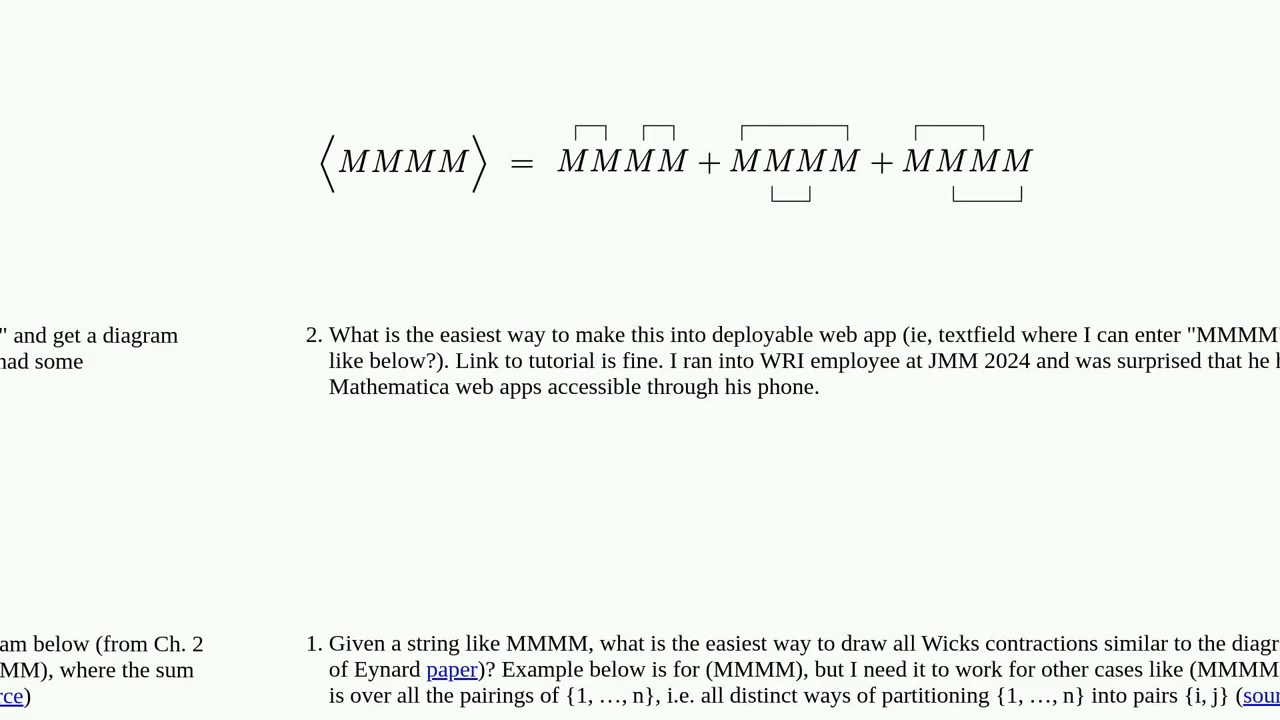 ⟨MMMM⟩ = MMMM + MMMM + MMMM
" and get a diagram
had some
2. What is the easiest way to make this into deployable web app (ie, textfield where I can enter "MMMM"
like below?). Link to tutorial is fine. I ran into WRI employee at JMM 2024 and was surprised that he h
Mathematica web apps accessible through his phone.
am below (from Ch. 2
MM), where the sum
rce)
1. Given a string like MMMM, what is the easiest way to draw all Wicks contractions similar to the diagr
of Eynard paper)? Example below is for (MMMM), but I need it to work for other cases like (MMMM
is over all the pairings of {1, …, n}, i.e. all distinct ways of partitioning {1, …, n} into pairs {i, j} (sour